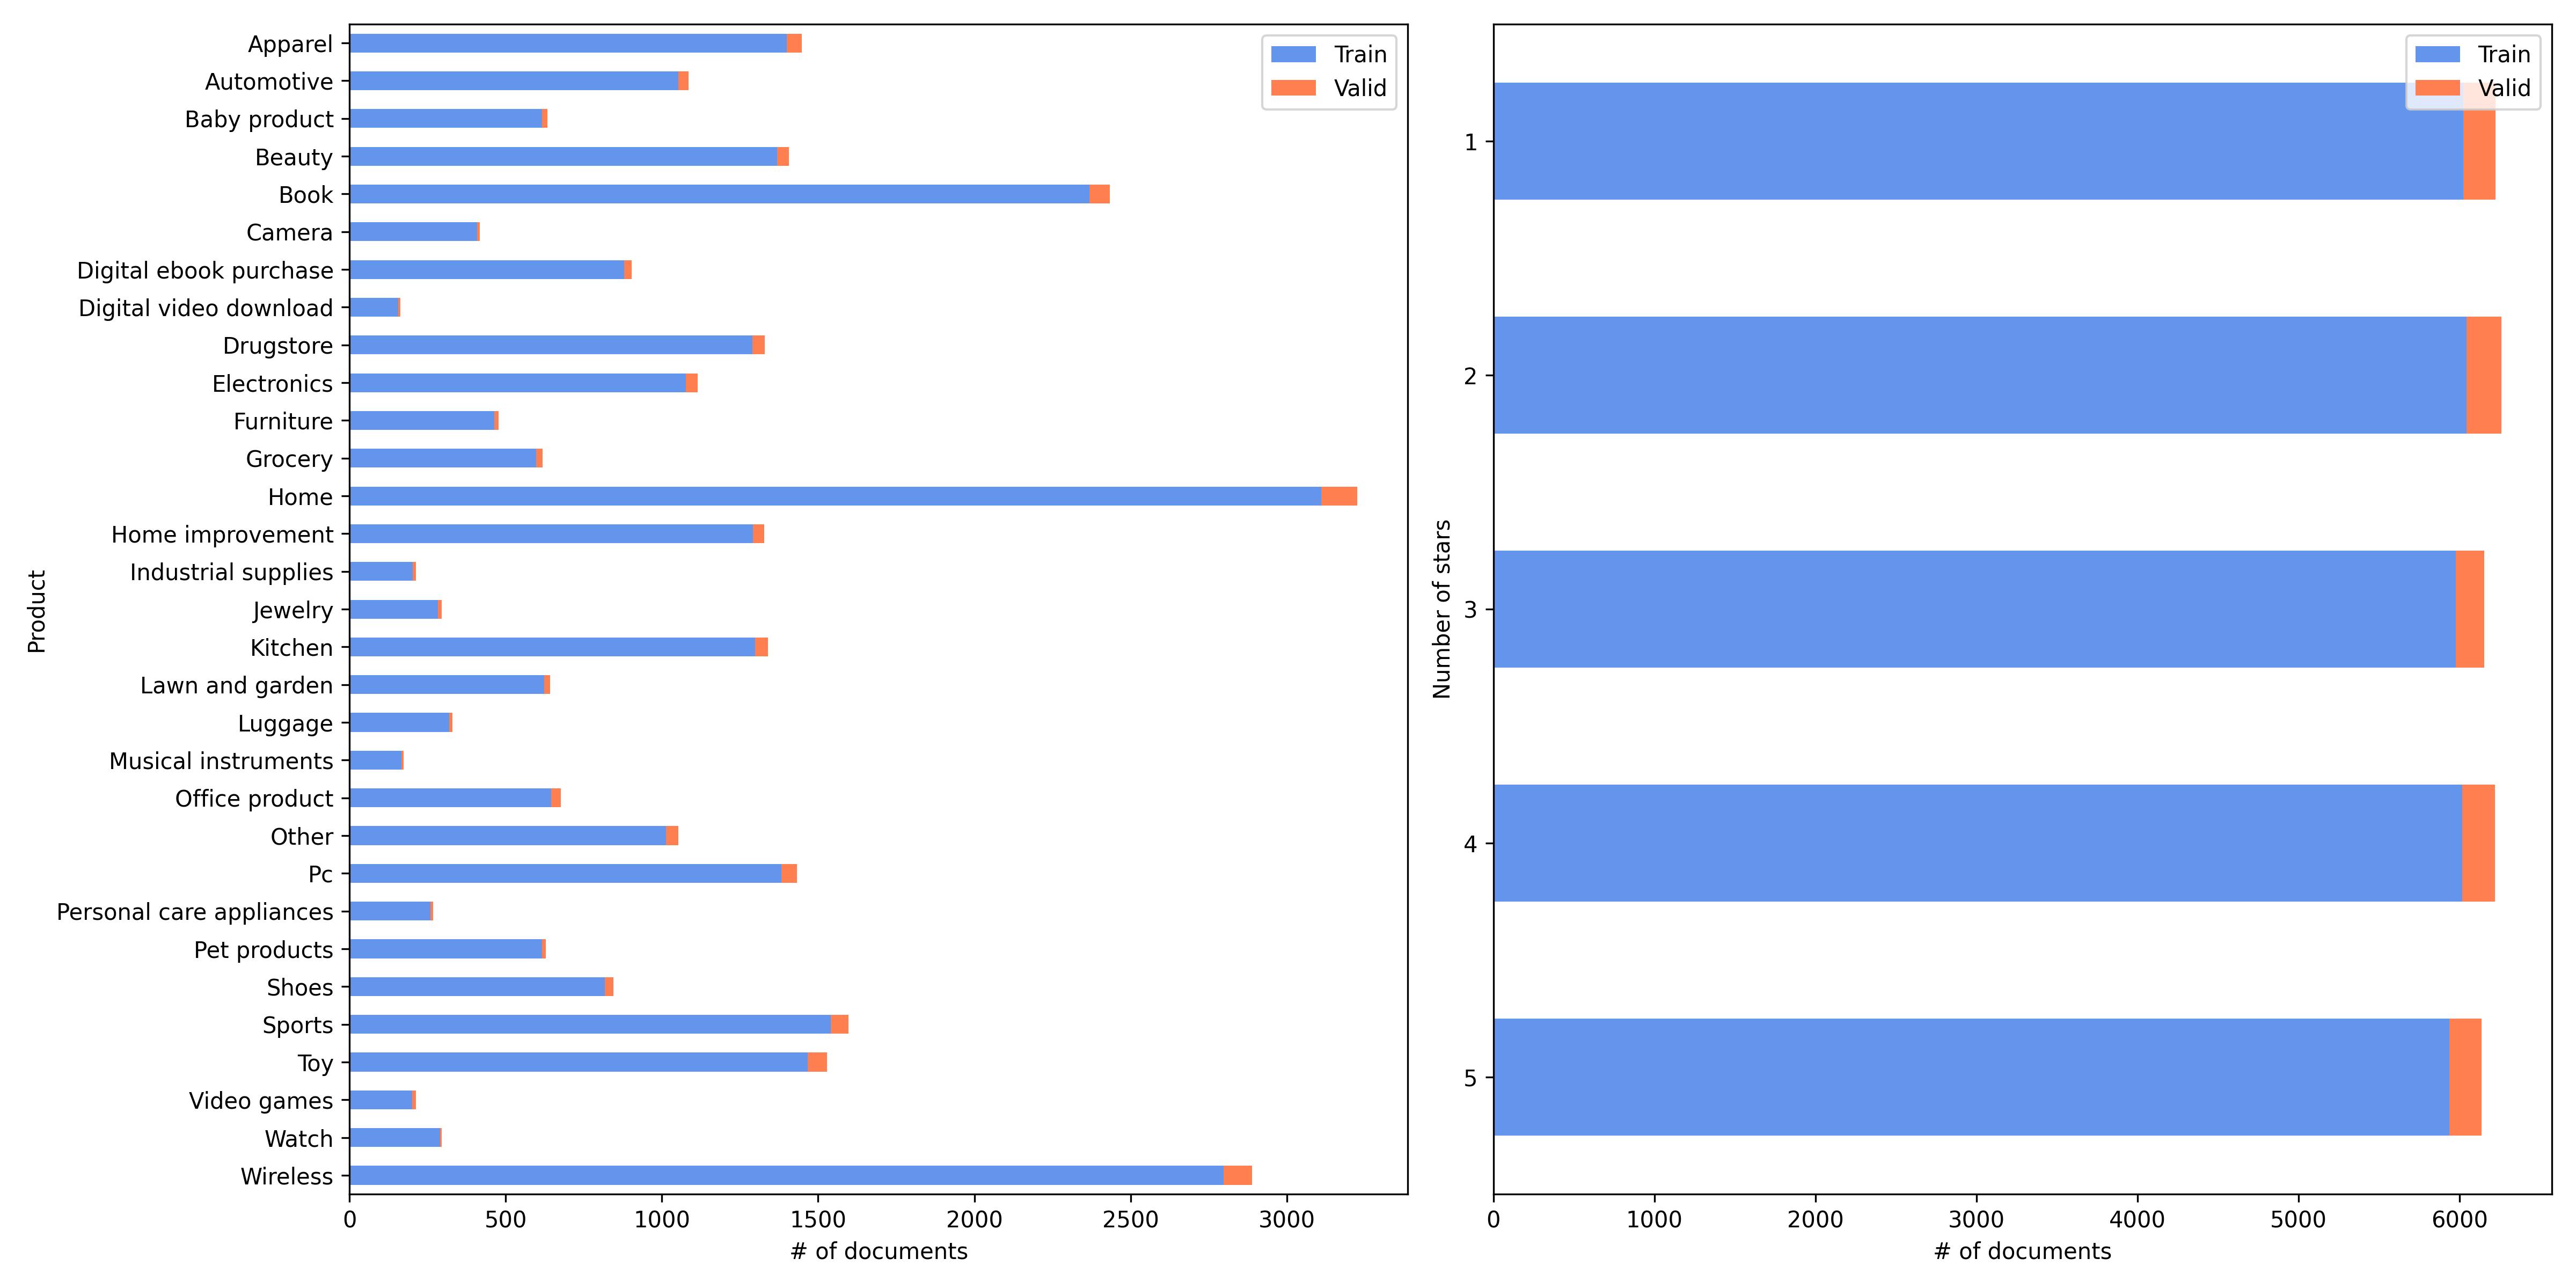 Train
Valid
Product
Apparel
Automotive
Baby product
Beauty
Book
Camera
Digital ebook purchase
Digital video download
Drugstore
Electronics
Furniture
Grocery
Home
Home improvement
Industrial supplies
Jewelry
Kitchen
Lawn and garden
Luggage
Musical instruments
Office product
Other
Pc
Personal care appliances
Pet products
Shoes
Sports
Toy
Video games
Watch
Wireless
0 500 1000 1500 2000 2500 3000
# of documents
Train
Valid
Number of stars
1
2
3
4
5
0 1000 2000 3000 4000 5000 6000
# of documents